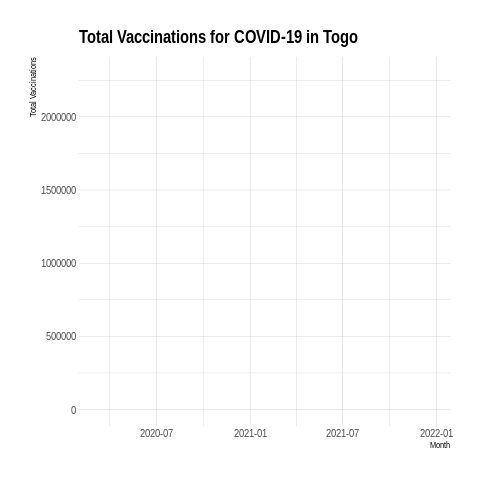 Total Vaccinations for COVID-19 in Togo
Total Vaccinations
2000000
1500000
1000000
500000
0
2020-07 2021-01 2021-07 2022-01
Month